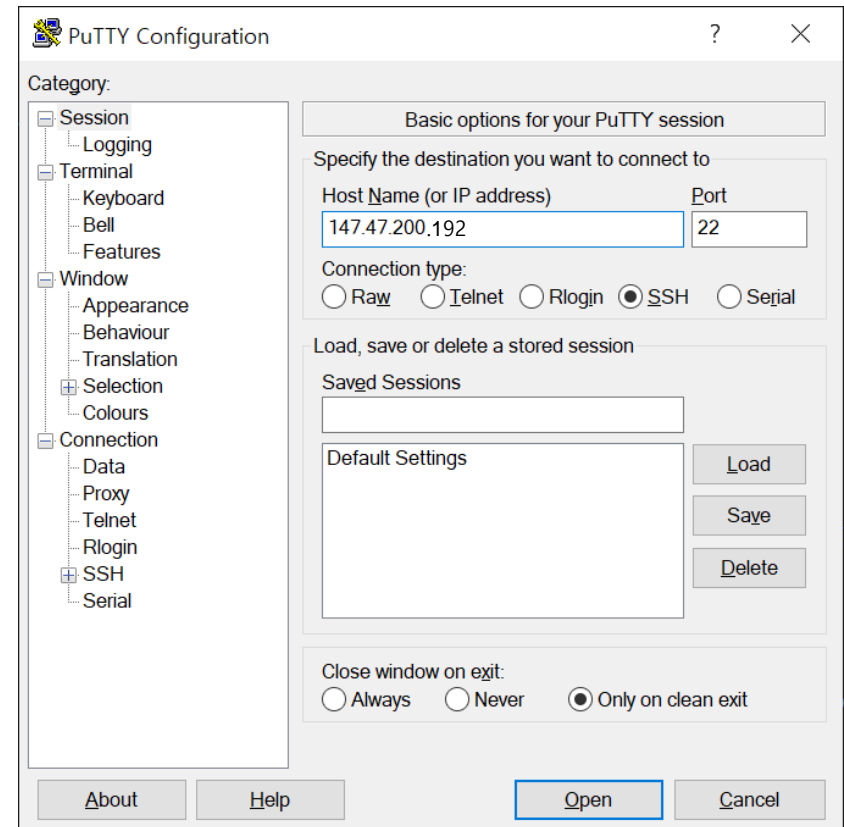 PuTTY Configuration
?
Category:
Session
Logging
Terminal
Keyboard
Bell
Features
Window
Appearance
Behaviour
Translation
Selection
Colours
Connection
Data
Proxy
Telnet
Rlogin
SSH
Serial
Basic options for your PuTTY session
Specify the destination you want to connect to
Host Name (or IP address) Port
147.47.200.192 22
Connection type:
Raw Telnet Rlogin SSH Serial
Load, save or delete a stored session
Saved Sessions
Default Settings
Load
Save
Delete
Close window on exit:
Always Never Only on clean exit
About Help Open Cancel